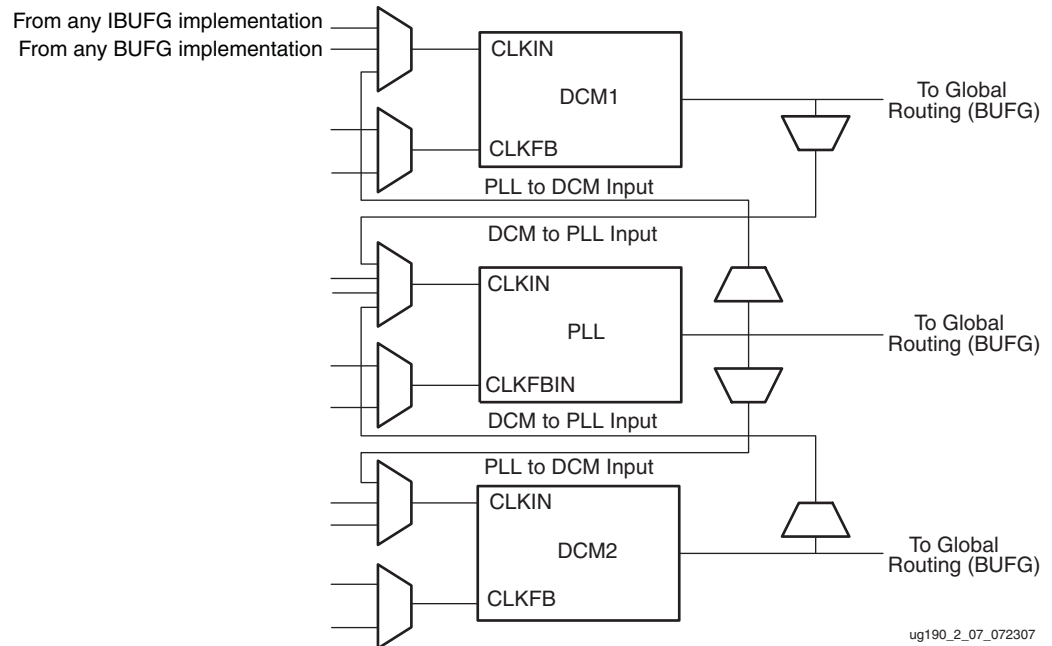 From any IBUFG implementation
From any BUFG implementation
CLKIN
DCM1
To Global
Routing (BUFG)
CLKFB
PLL to DCM Input
DCM to PLL Input
CLKIN
PLL
To Global
Routing (BUFG)
CLKFBIN
DCM to PLL Input
PLL to DCM Input
CLKIN
DCM2
To Global
Routing (BUFG)
CLKFB
ug190_2_07_072307